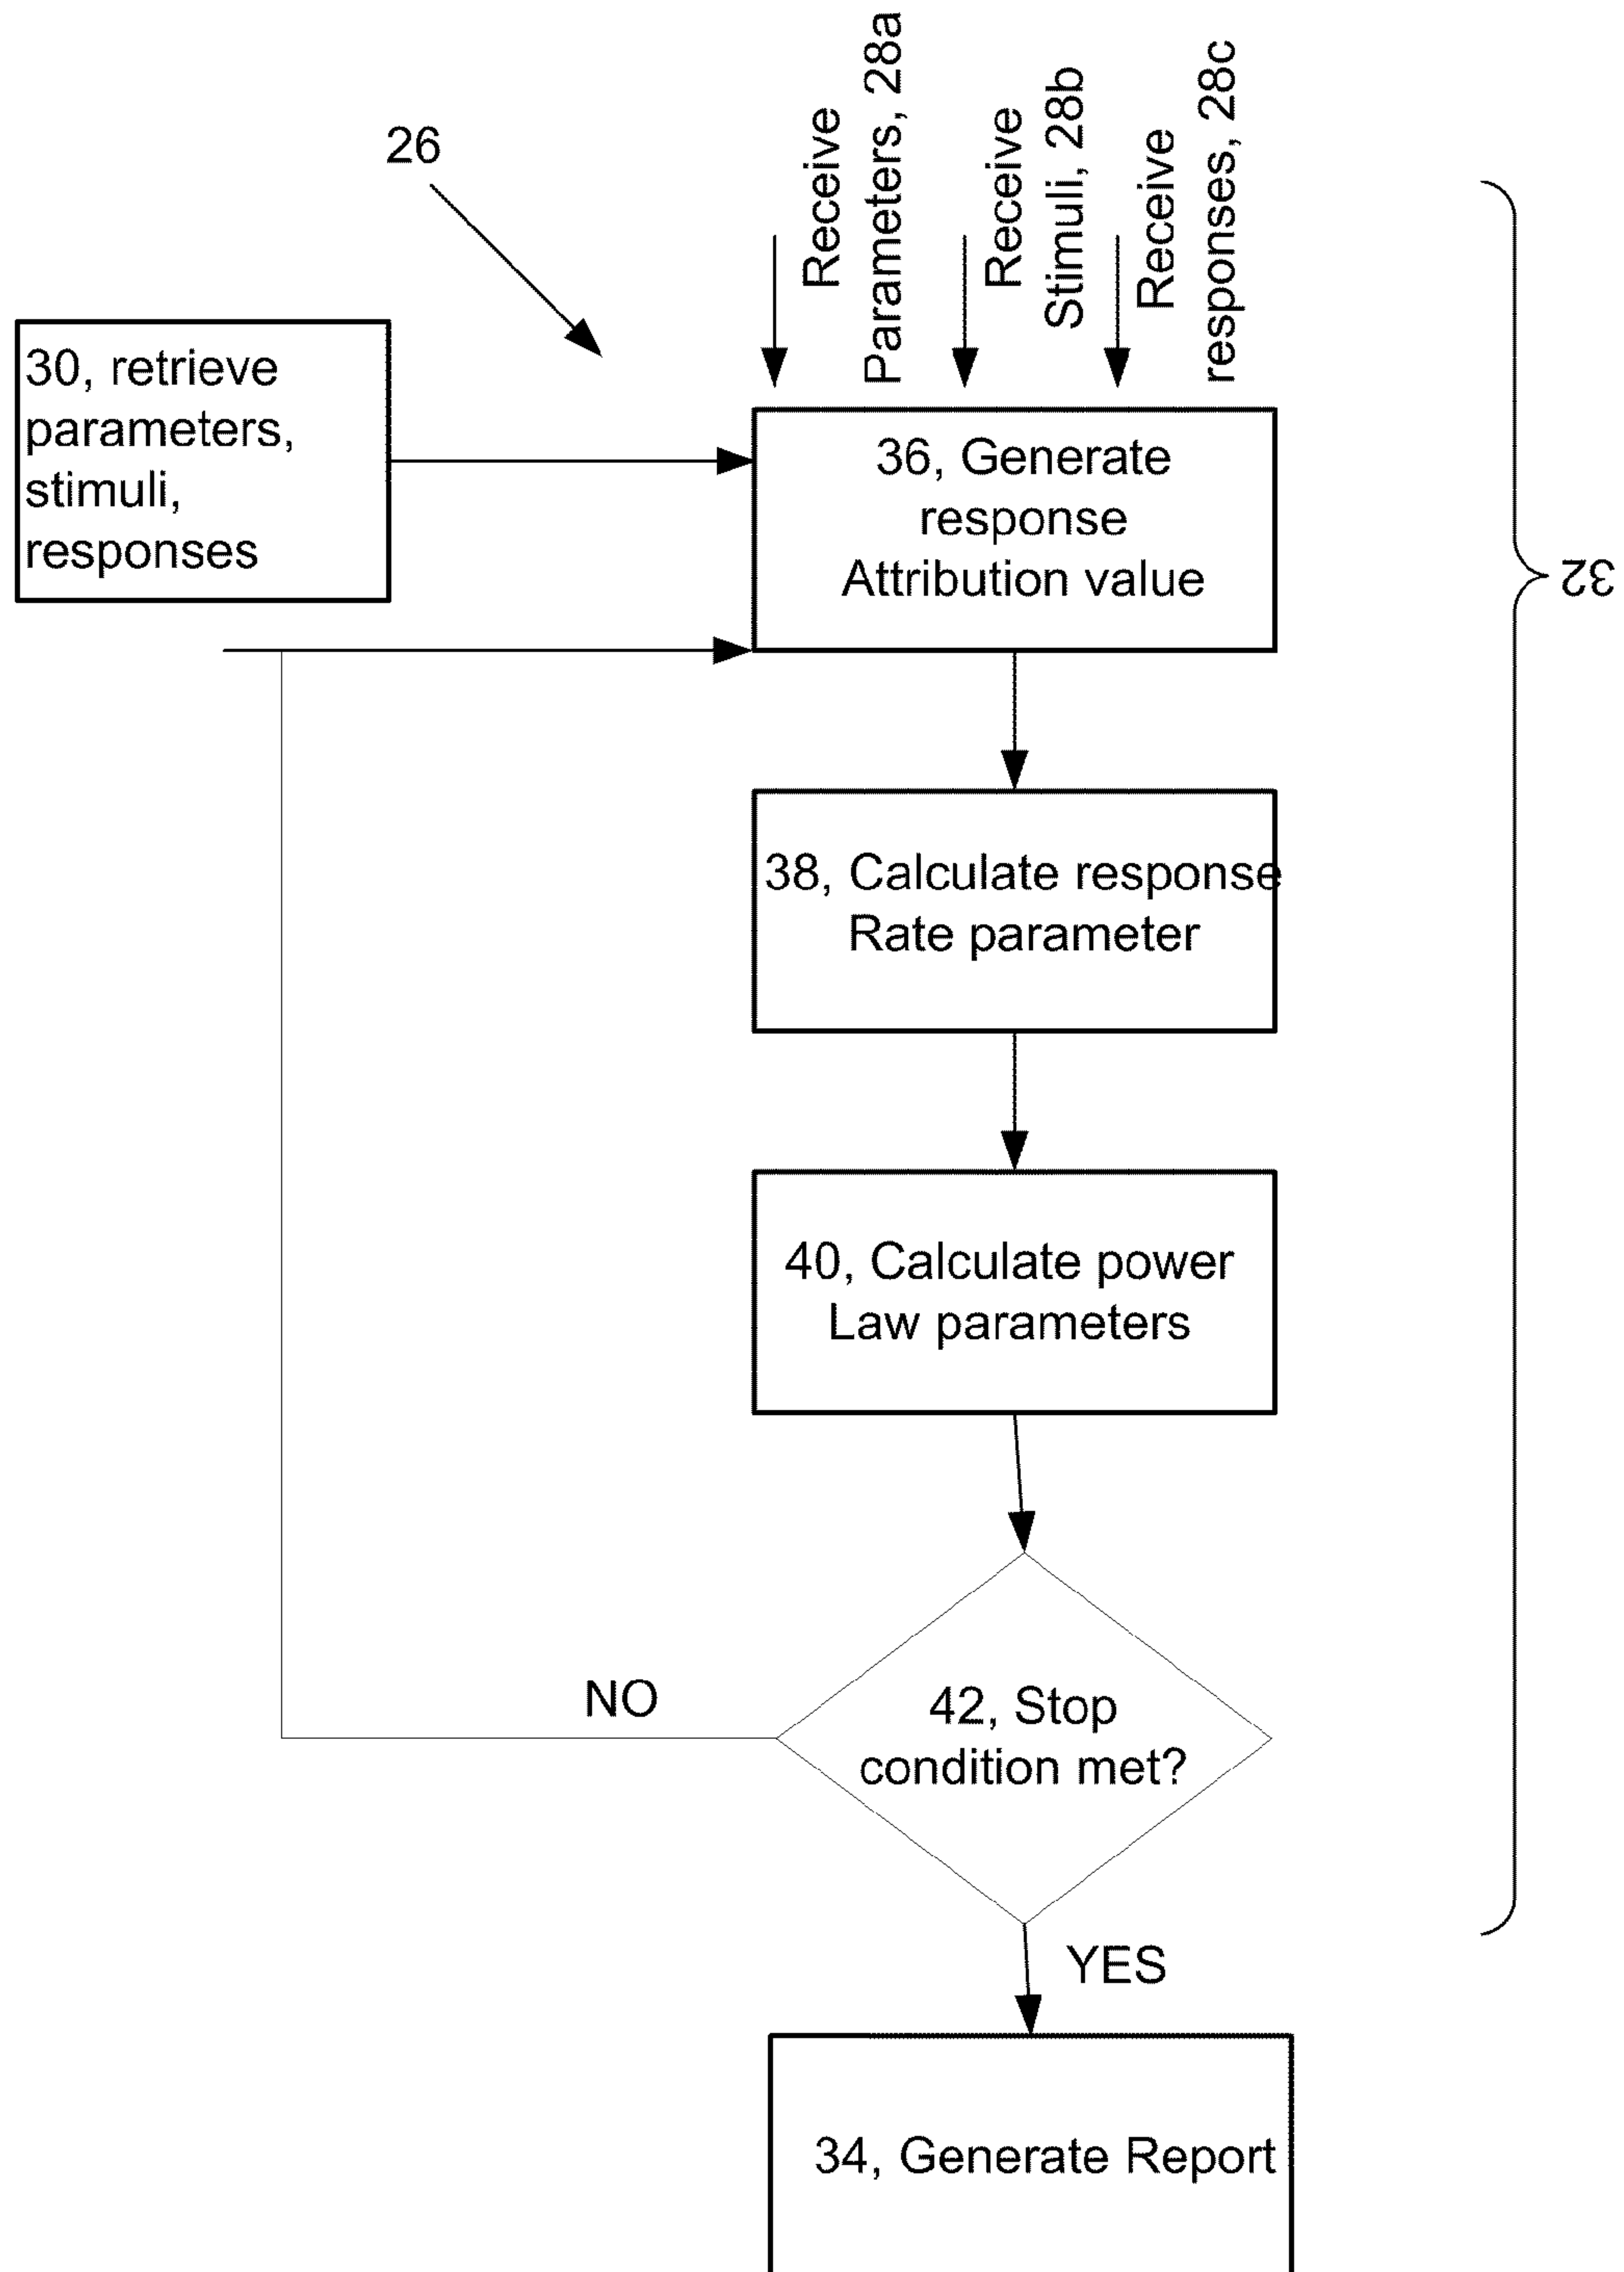 26
Receive
Parameters, 28a
Receive
Stimuli, 28b
Receive
responses, 28c
30, retrieve
parameters,
stimuli,
responses
36, Generate
response
Attribution value
32
38, Calculate response
Rate parameter
40, Calculate power
Law parameters
NO
42, Stop
condition met?
YES
34, Generate Report